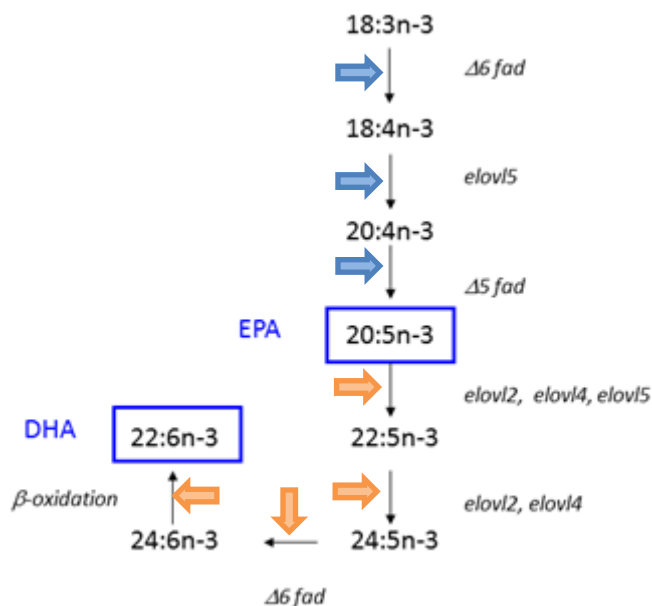 18:3n-3
Δ6 fad
18:4n-3
elovl5
20:4n-3
Δ5 fad
EPA
20:5n-3
elovl2, elovl4, elovl5
DHA
22:6n-3
22:5n-3
β-oxidation
elovl2, elovl4
24:6n-3
24:5n-3
Δ6 fad